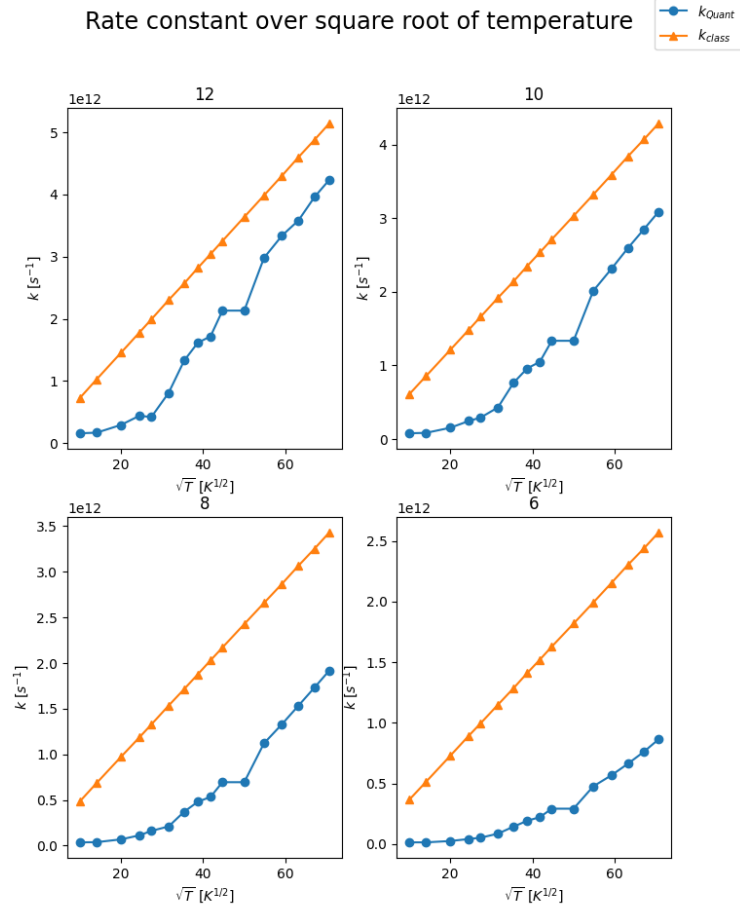 Rate constant over square root of temperature
k_Quant
k_class
12
1e12
5
4
3
2
1
0
k [s⁻¹]
20 40 60
√T [K^1/2]
10
1e12
4
3
2
1
0
k [s⁻¹]
20 40 60
√T [K^1/2]
8
1e12
3.5
3.0
2.5
2.0
1.5
1.0
0.5
0.0
k [s⁻¹]
20 40 60
√T [K^1/2]
6
1e12
2.5
2.0
1.5
1.0
0.5
0.0
k [s⁻¹]
20 40 60
√T [K^1/2]